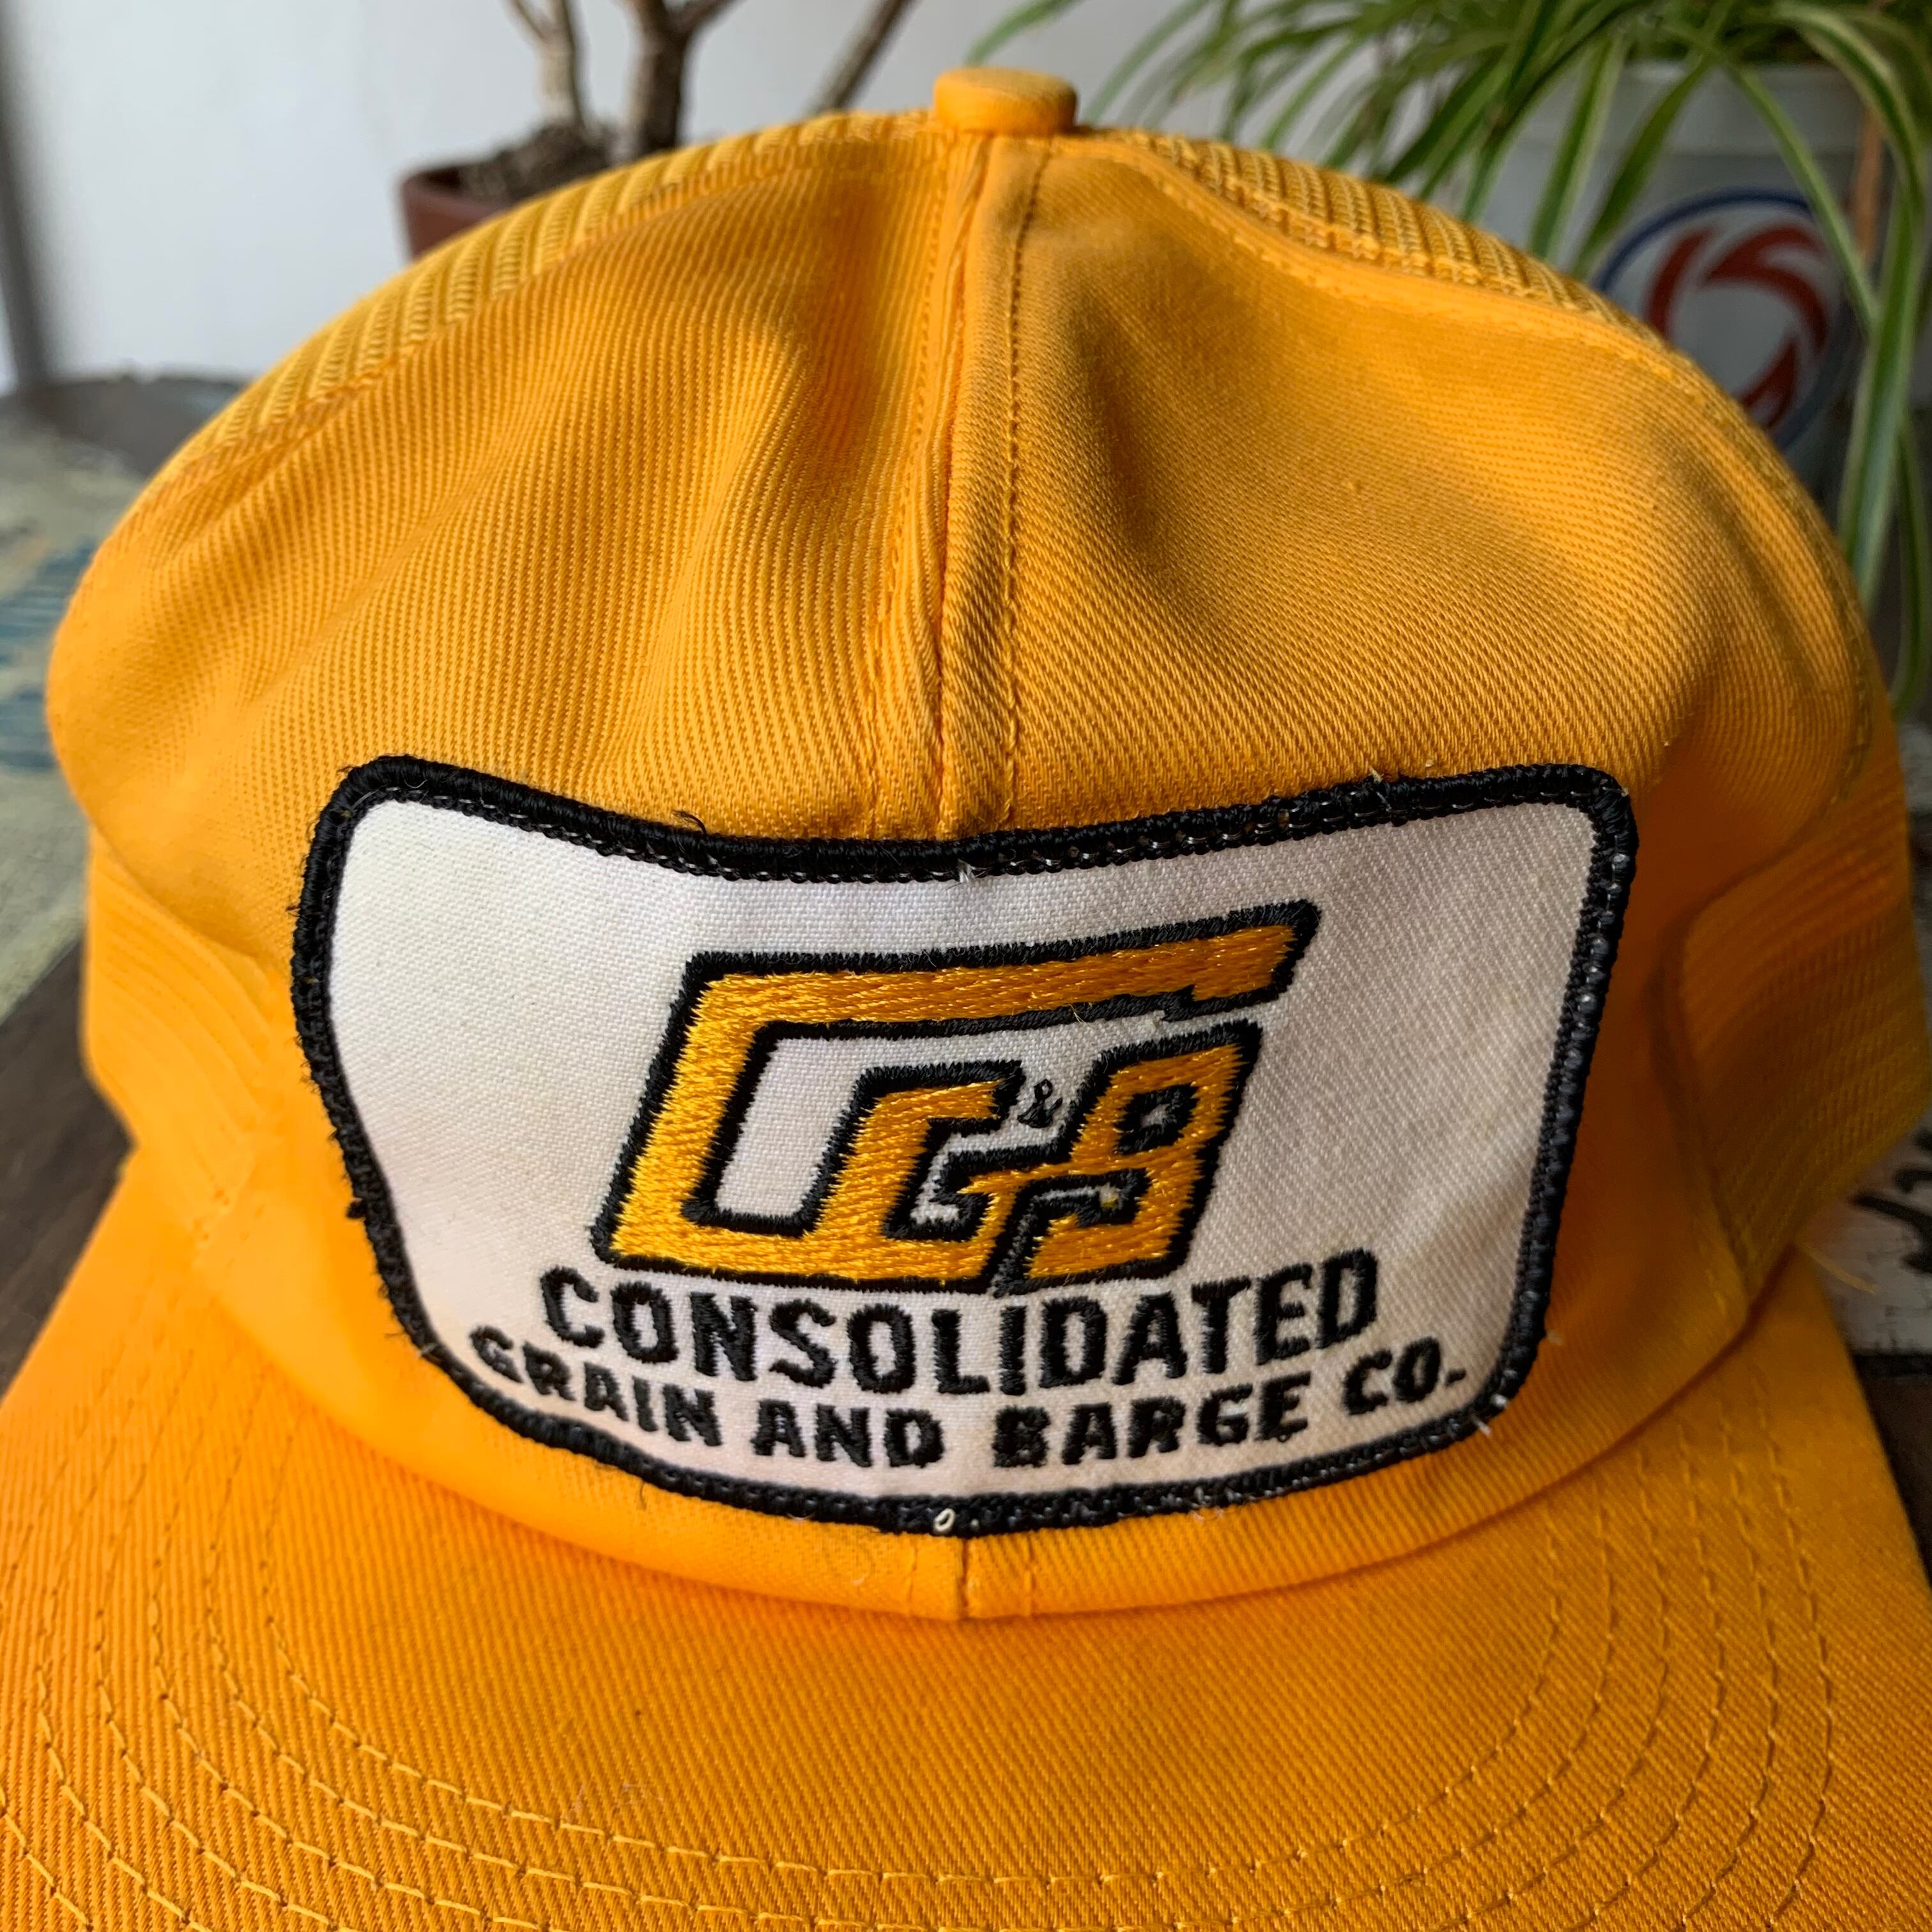 CG&B
CONSOLIDATED
GRAIN AND BARGE CO.